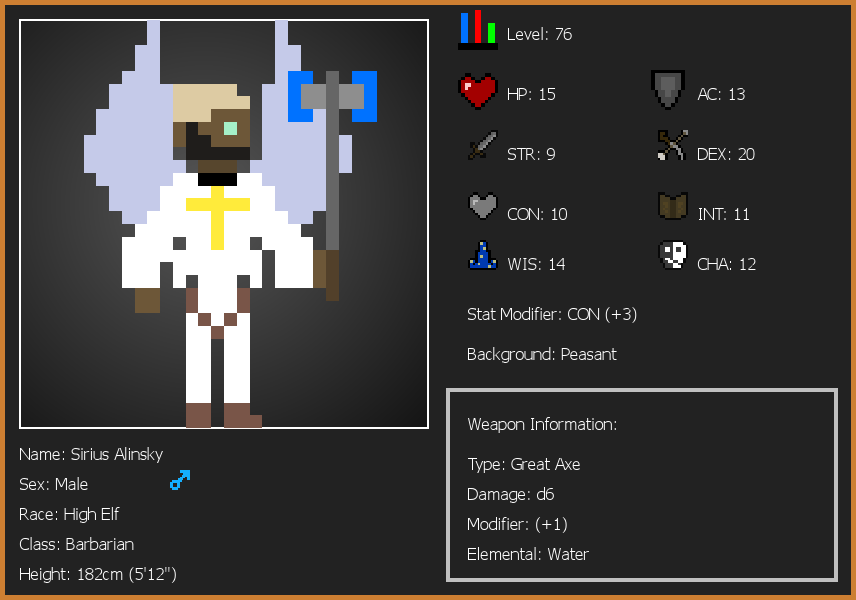 Level: 76
HP: 15
AC: 13
STR: 9
DEX: 20
CON: 10
INT: 11
WIS: 14
CHA: 12
Stat Modifier: CON (+3)
Background: Peasant
Weapon Information:
Type: Great Axe
Damage: d6
Modifier: (+1)
Elemental: Water
Name: Sirius Alinsky
Sex: Male
Race: High Elf
Class: Barbarian
Height: 182cm (5'12")